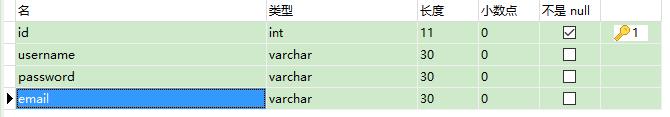 名 类型 长度 小数点 不是 null
id int 11 0 1
username varchar 30 0
password varchar 30 0
email varchar 30 0